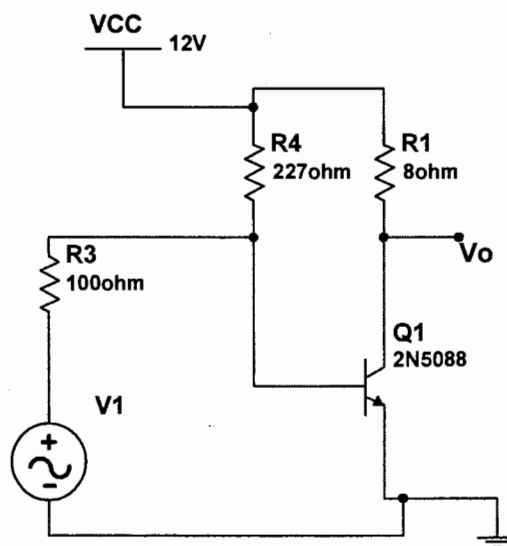 VCC
12V
R4
227ohm
R1
8ohm
R3
100ohm
Vo
Q1
2N5088
V1
+
-